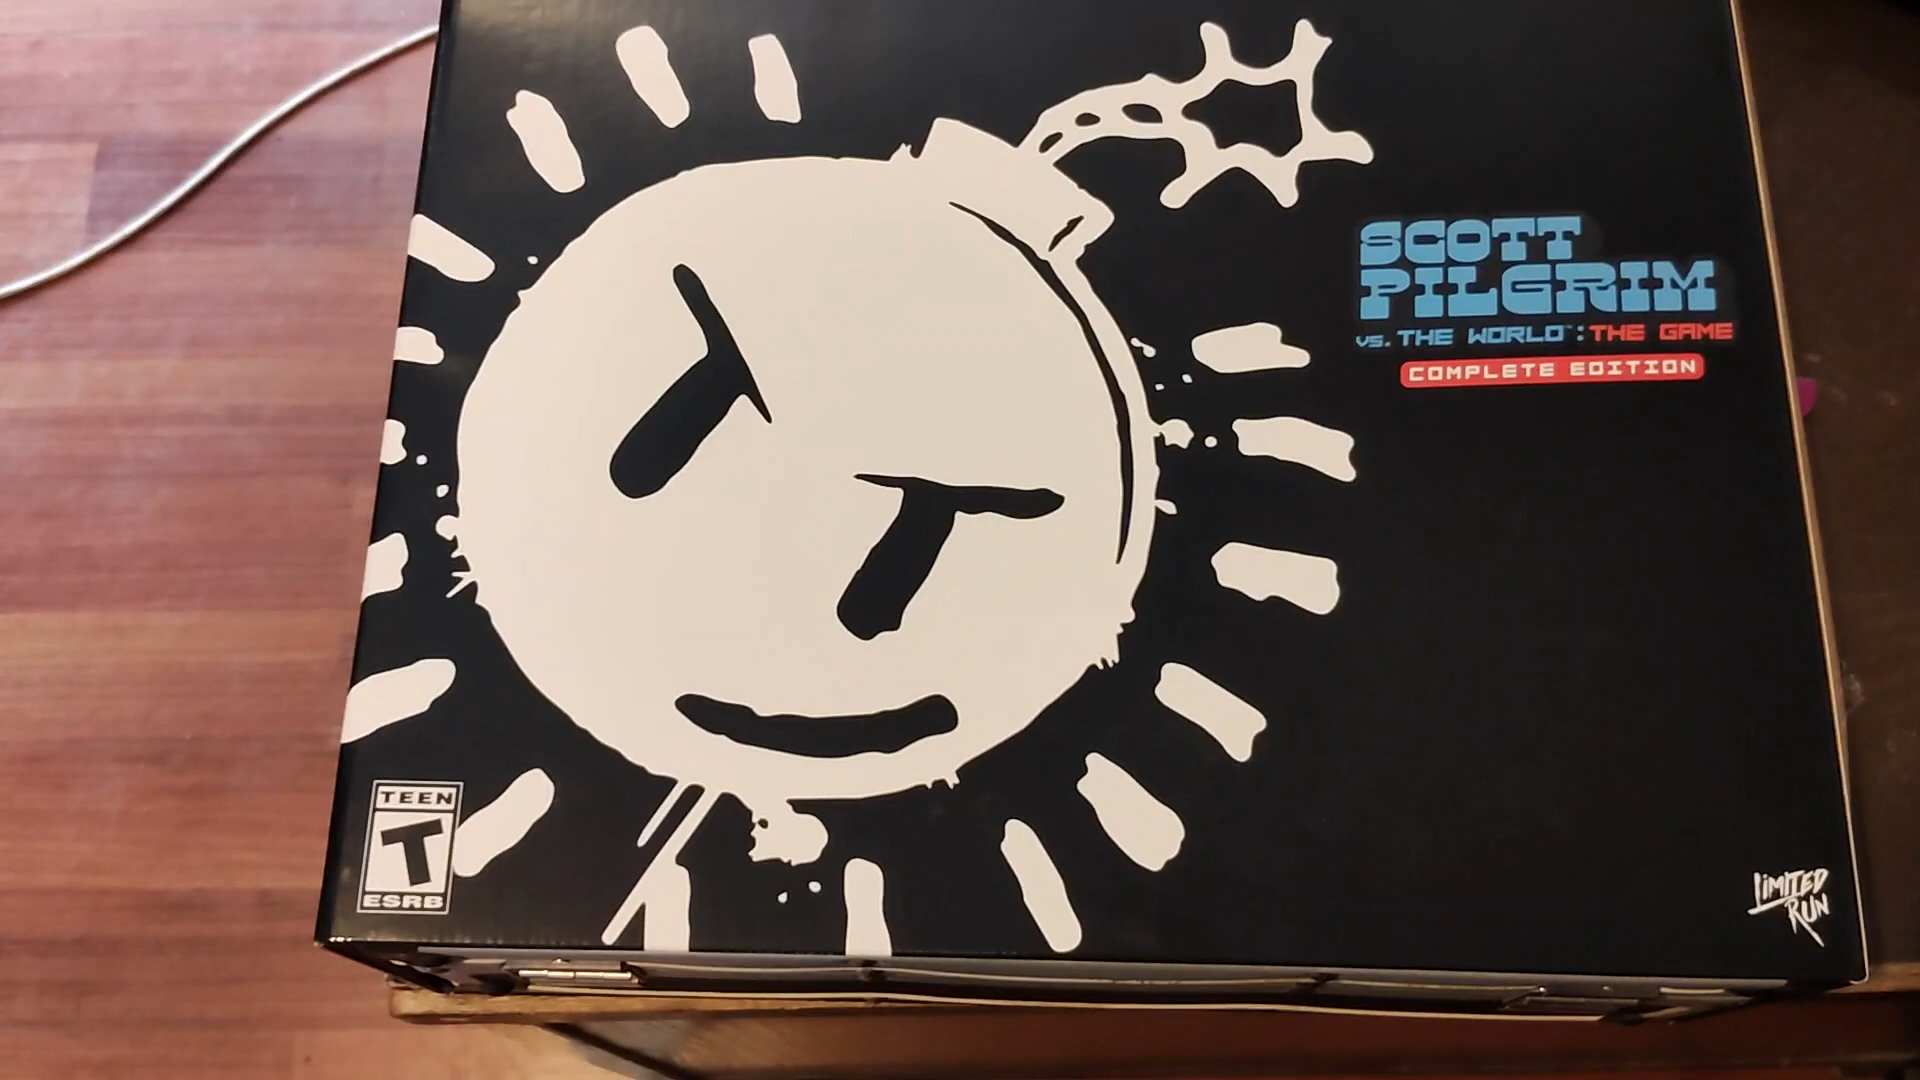 SCOTT
PILGRIM
VS. THE WORLD™: THE GAME
COMPLETE EDITION
TEEN
T
ESRB
LIMITED
RUN